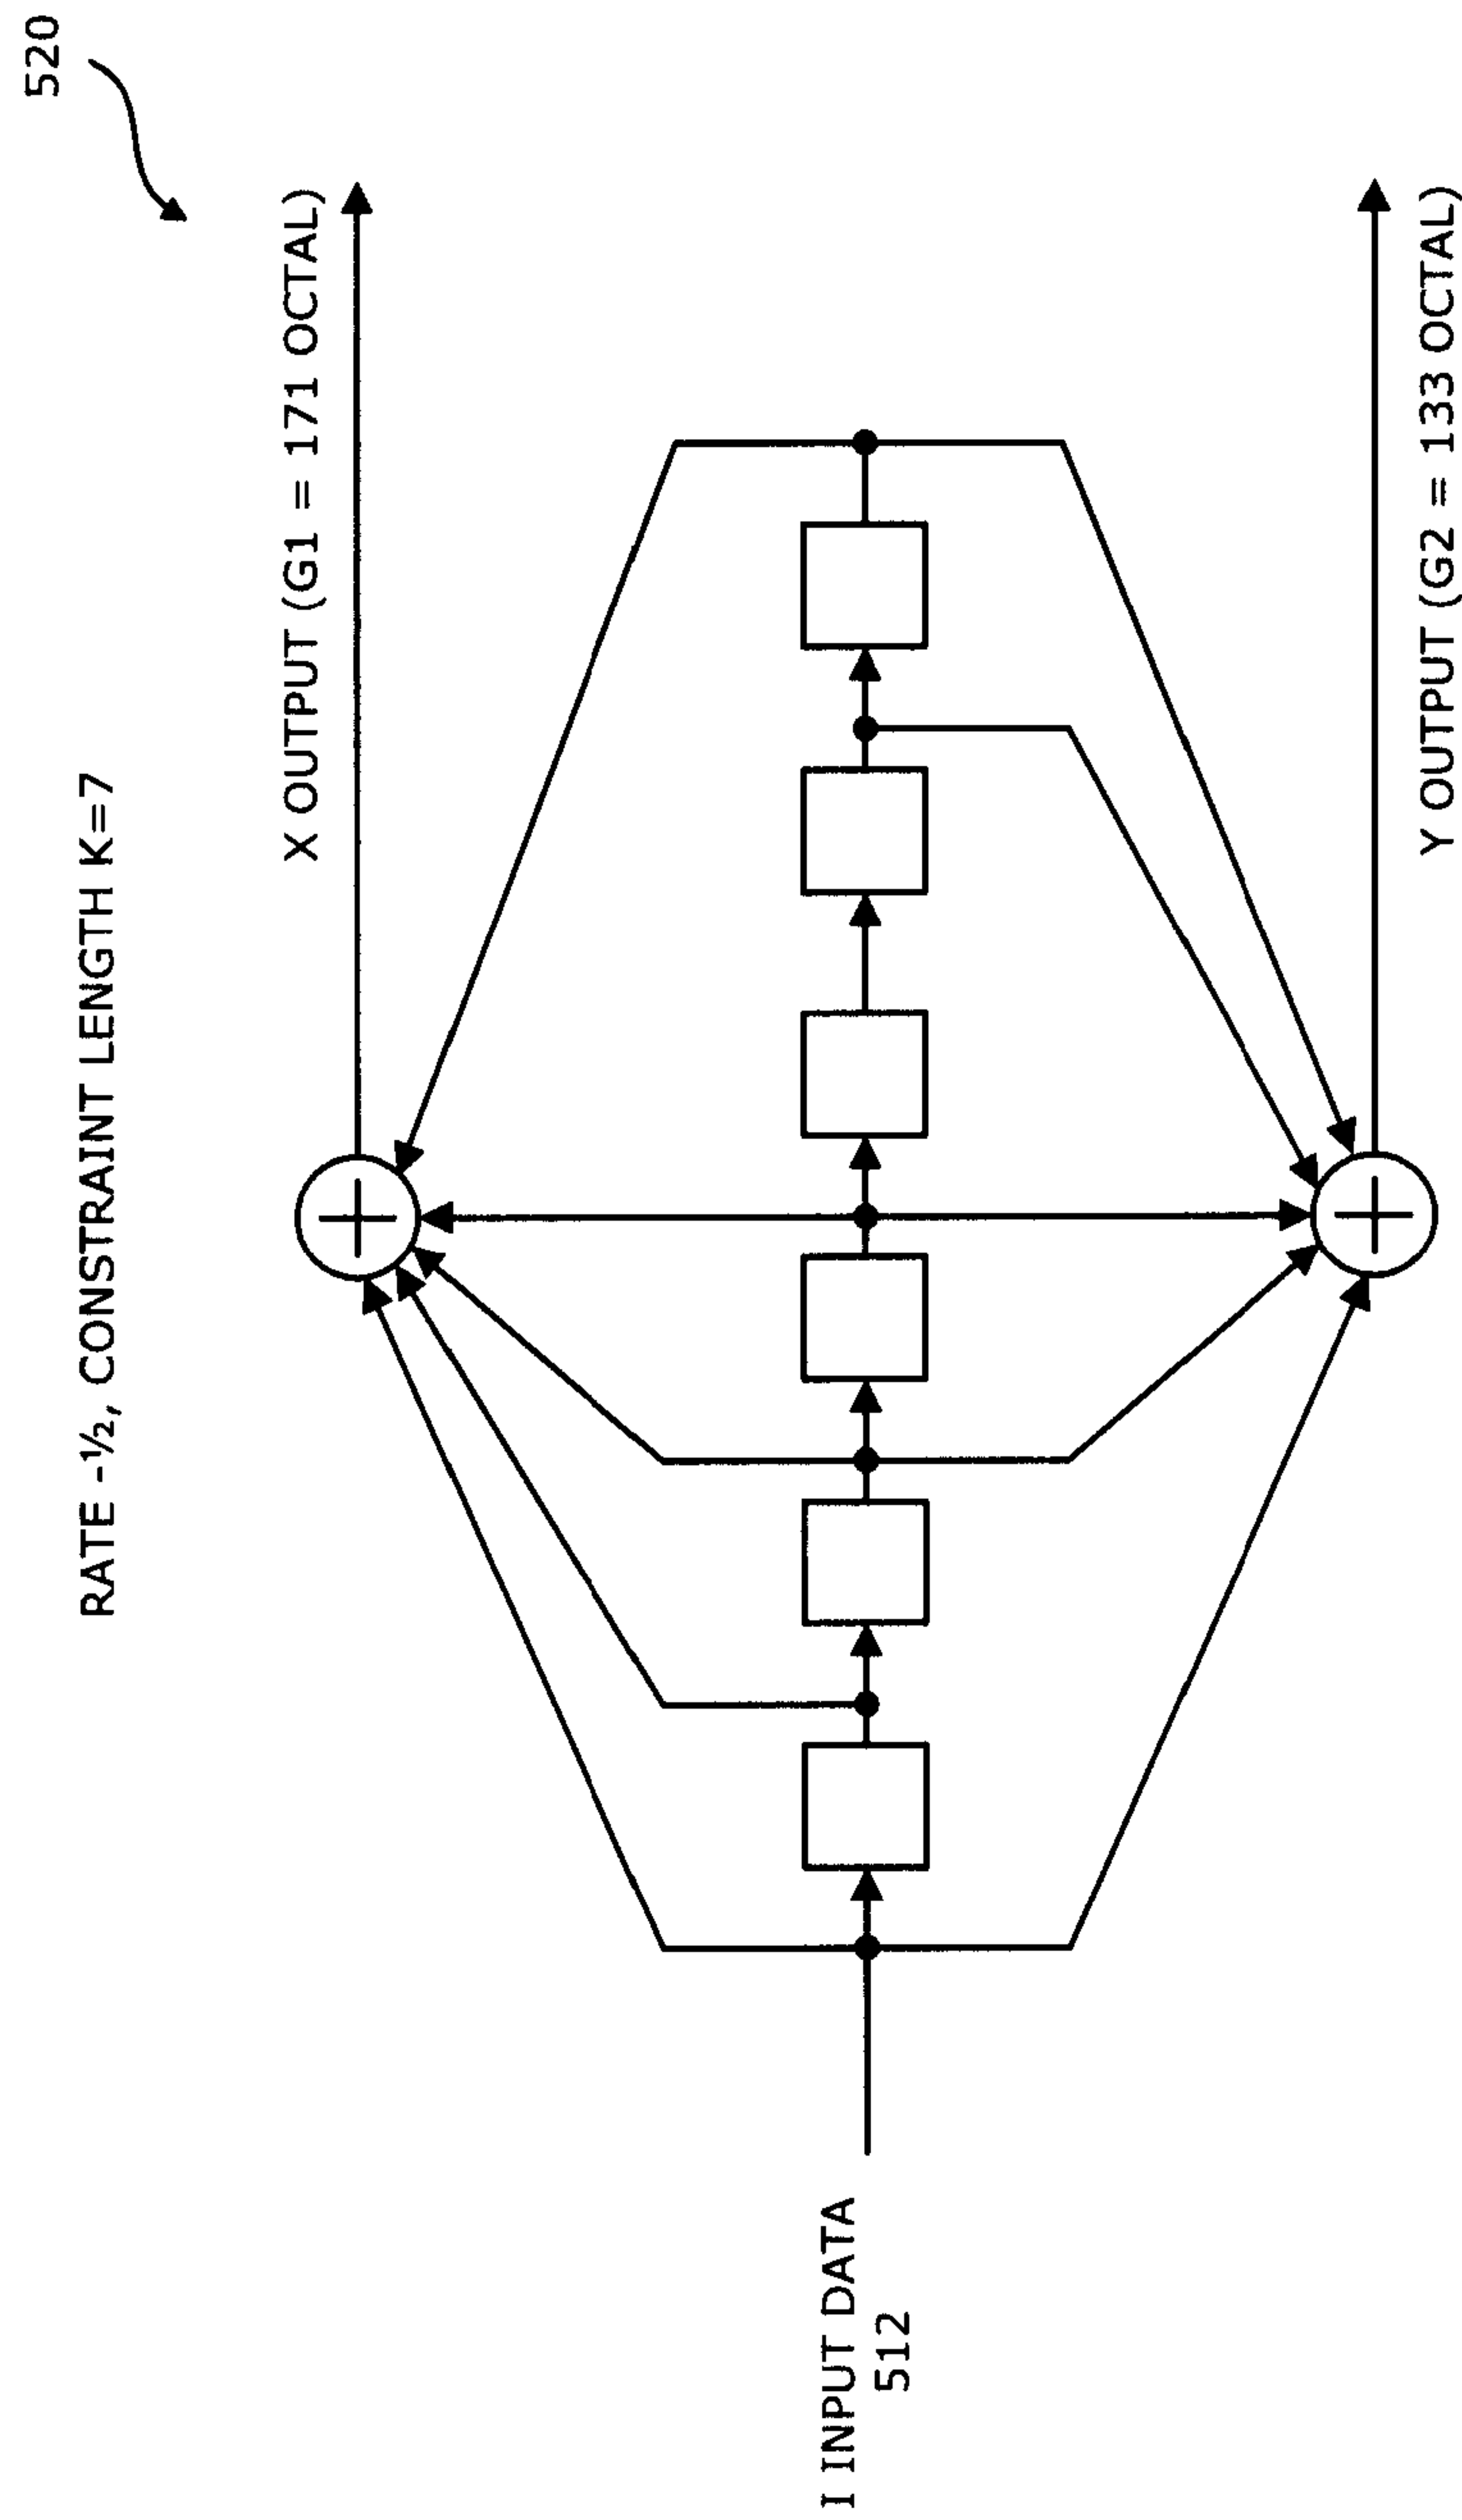 520
RATE -½, CONSTRAINT LENGTH K=7
X OUTPUT (G1 = 171 OCTAL)
I INPUT DATA
512
Y OUTPUT (G2 = 133 OCTAL)